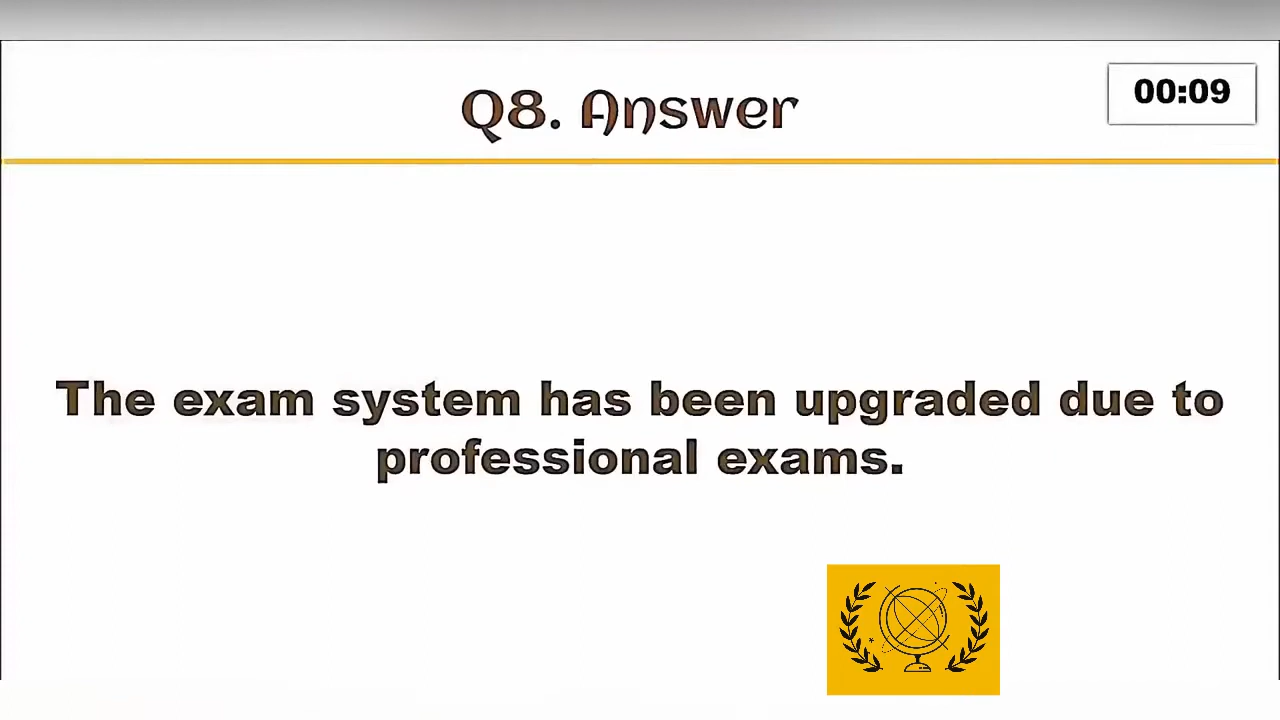 Q8. Answer
00:09
The exam system has been upgraded due to
professional exams.